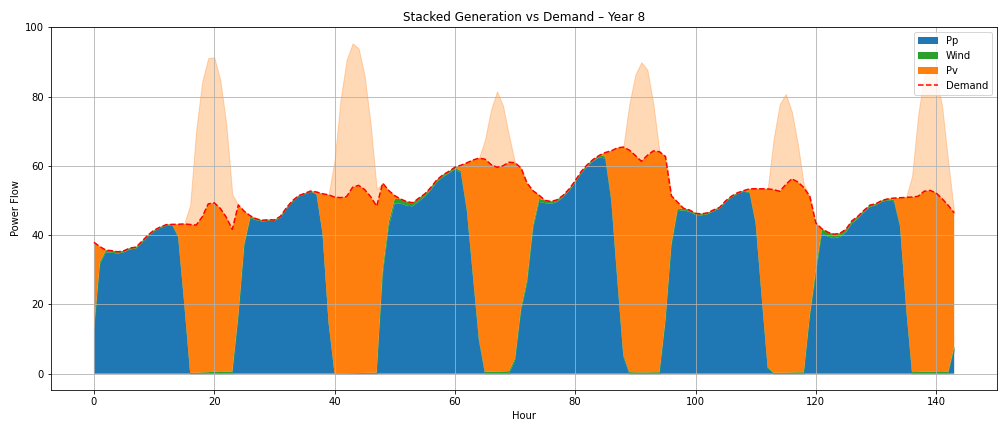 Stacked Generation vs Demand – Year 8
Power Flow
100
80
60
40
20
0
0 20 40 60 80 100 120 140
Hour
Pp
Wind
Pv
Demand